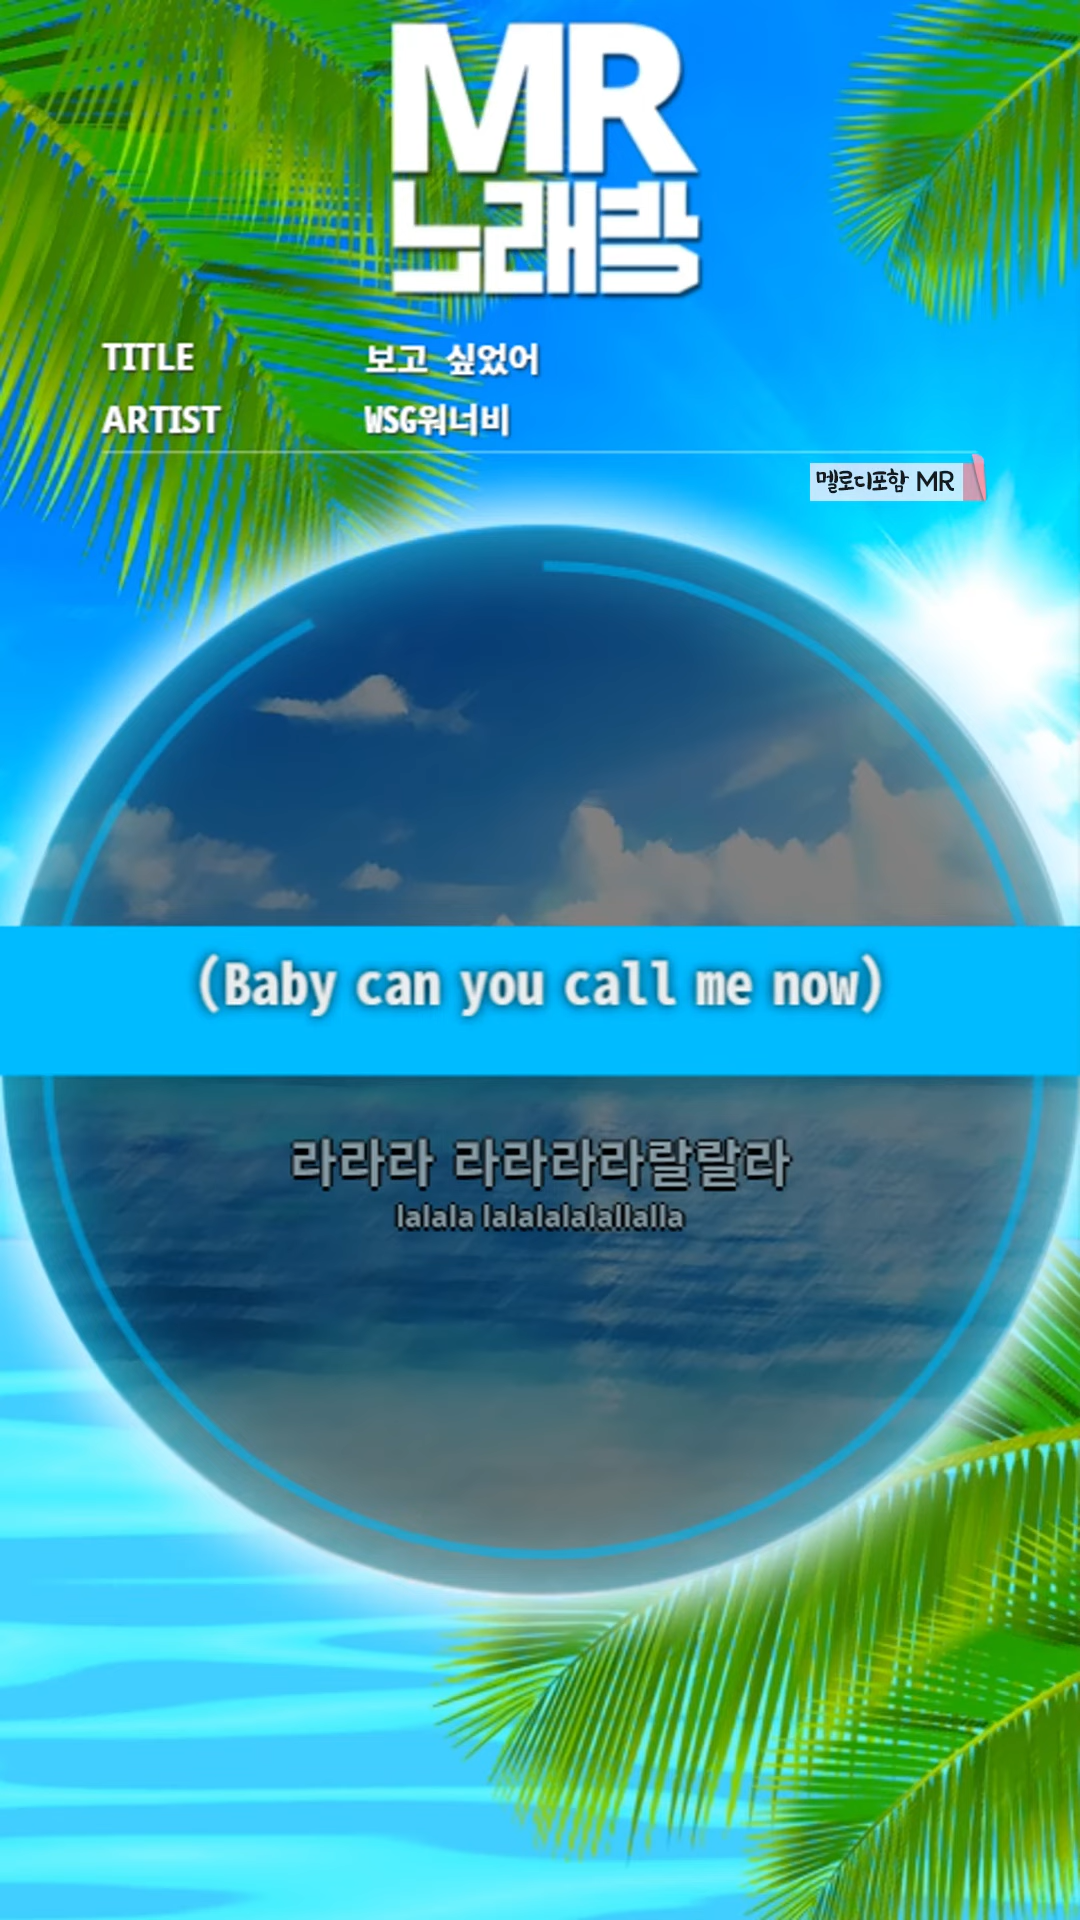 MR
노래방
TITLE 보고 싶었어
ARTIST WSG워너비
멜로디포함 MR
(Baby can you call me now)
라라라 라라라라랄랄라
lalala lalalalalallalla